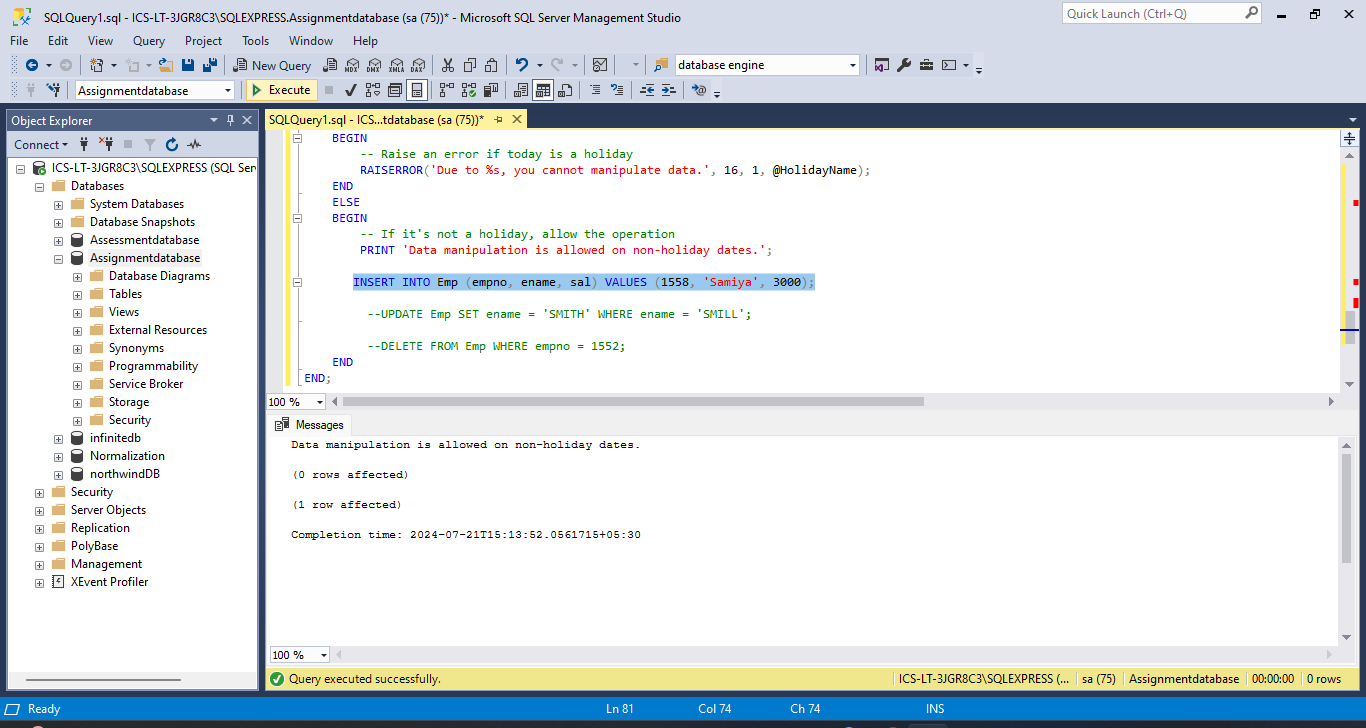 SQLQuery1.sql - ICS-LT-3JGR8C3\SQLEXPRESS.Assignmentdatabase (sa (75))* - Microsoft SQL Server Management Studio
Quick Launch (Ctrl+Q)
File Edit View Query Project Tools Window Help
New Query MDX DMX XMLA DAX database engine
Assignmentdatabase Execute
Object Explorer
Connect
ICS-LT-3JGR8C3\SQLEXPRESS (SQL Ser
Databases
System Databases
Database Snapshots
Assessmentdatabase
Assignmentdatabase
Database Diagrams
Tables
Views
External Resources
Synonyms
Programmability
Service Broker
Storage
Security
infinitedb
Normalization
northwindDB
Security
Server Objects
Replication
PolyBase
Management
XEvent Profiler
SQLQuery1.sql - ICS...tdatabase (sa (75))*
BEGIN
-- Raise an error if today is a holiday
RAISERROR('Due to %s, you cannot manipulate data.', 16, 1, @HolidayName);
END
ELSE
BEGIN
-- If it's not a holiday, allow the operation
PRINT 'Data manipulation is allowed on non-holiday dates.';
INSERT INTO Emp (empno, ename, sal) VALUES (1558, 'Samiya', 3000);
--UPDATE Emp SET ename = 'SMITH' WHERE ename = 'SMILL';
--DELETE FROM Emp WHERE empno = 1552;
END
END;
100 %
Messages
Data manipulation is allowed on non-holiday dates.
(0 rows affected)
(1 row affected)
Completion time: 2024-07-21T15:13:52.0561715+05:30
100 %
Query executed successfully. ICS-LT-3JGR8C3\SQLEXPRESS (... sa (75) Assignmentdatabase 00:00:00 0 rows
Ready Ln 81 Col 74 Ch 74 INS